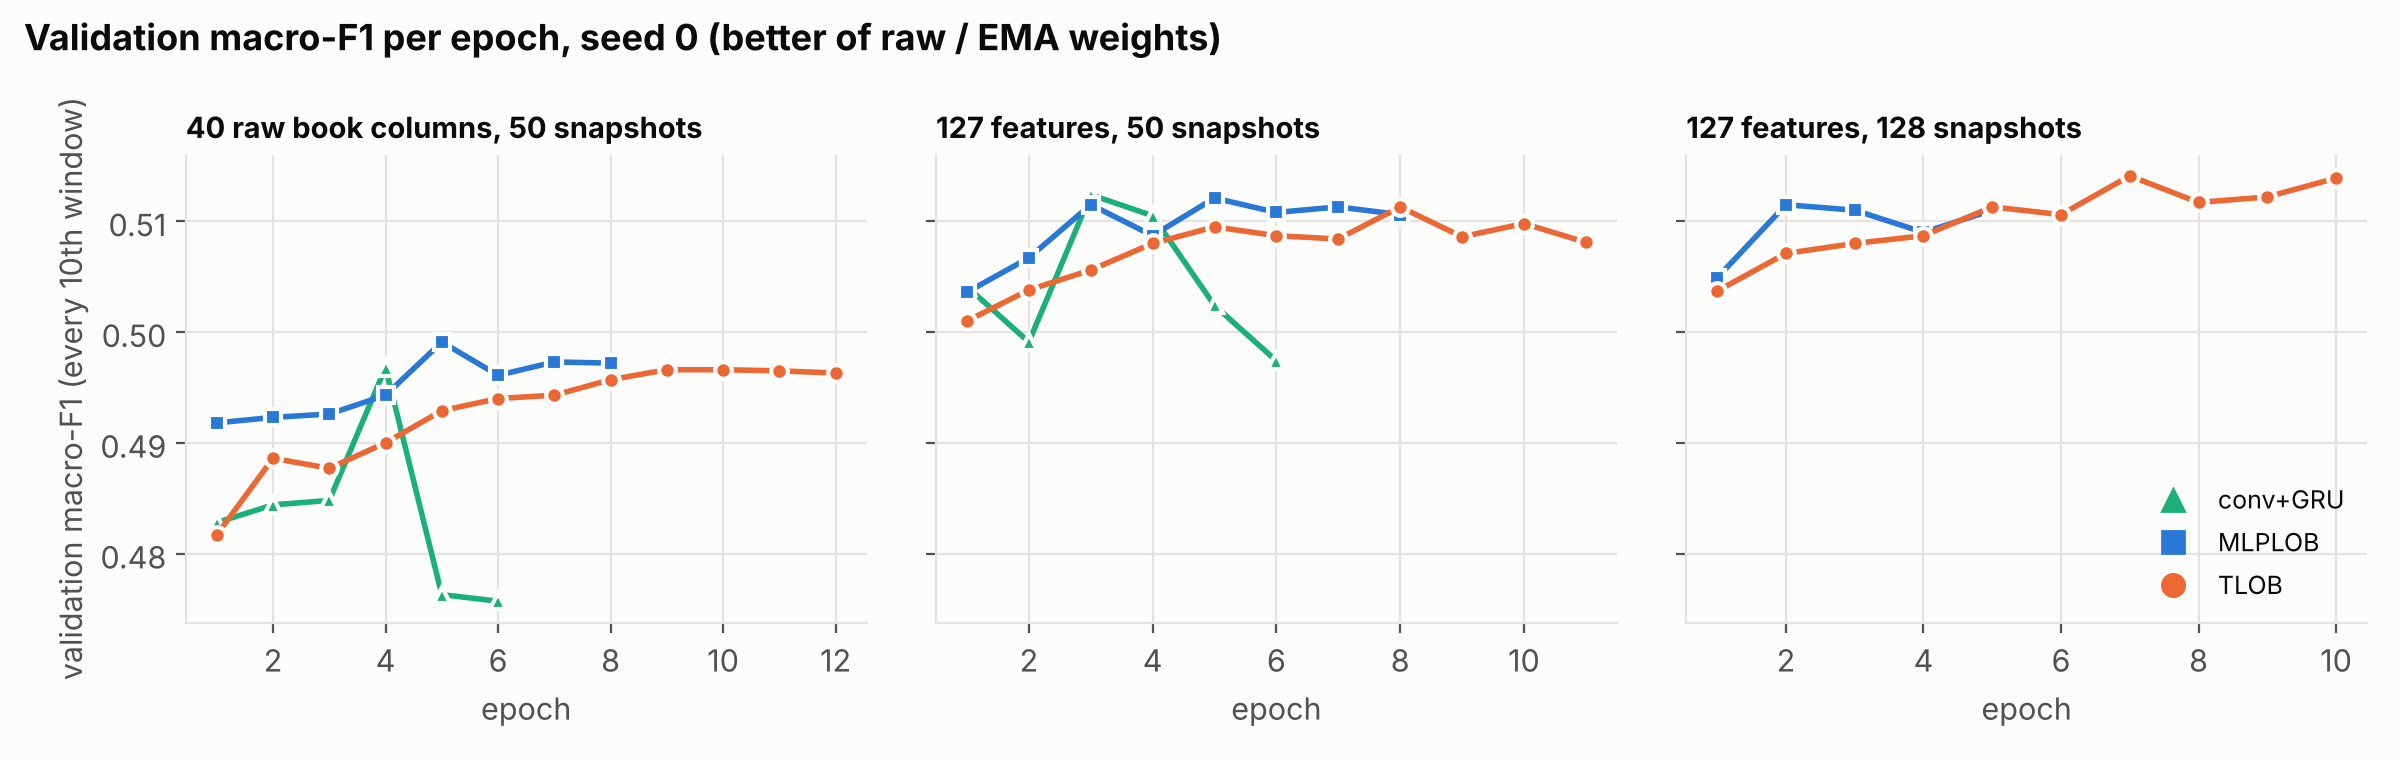 Validation macro-F1 per epoch, seed 0 (better of raw / EMA weights)
validation macro-F1 (every 10th window)
40 raw book columns, 50 snapshots
0.51
0.50
0.49
0.48
2 4 6 8 10 12
epoch
127 features, 50 snapshots
2 4 6 8 10
epoch
127 features, 128 snapshots
conv+GRU
MLPLOB
TLOB
2 4 6 8 10
epoch